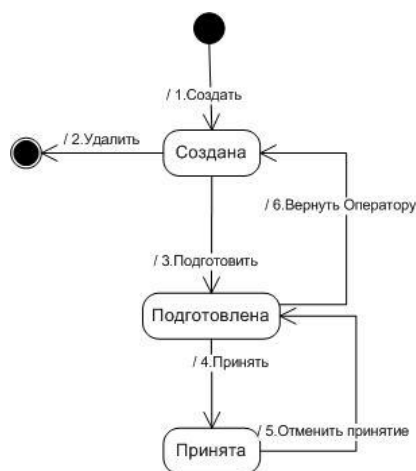 / 1.Создать
/ 2.Удалить
Создана
/ 6.Вернуть Оператору
/ 3.Подготовить
Подготовлена
/ 4.Принять
/ 5.Отменить принятие
Принята